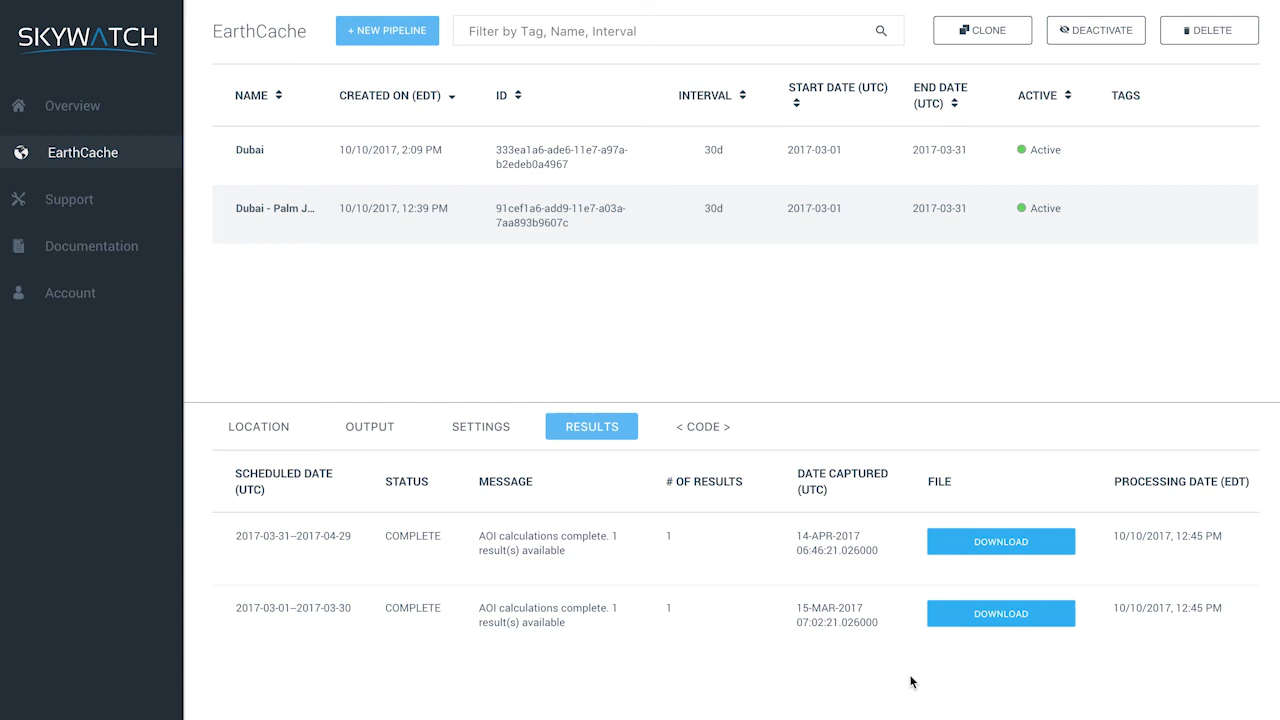 SKYWATCH
Overview
EarthCache
Support
Documentation
Account
EarthCache
+ NEW PIPELINE
Filter by Tag, Name, Interval
CLONE
DEACTIVATE
DELETE
NAME CREATED ON (EDT) ID INTERVAL START DATE (UTC) END DATE (UTC) ACTIVE TAGS
Dubai 10/10/2017, 2:09 PM 333ea1a6-ade6-11e7-a97a- 30d 2017-03-01 2017-03-31 Active
b2edeb0a4967
Dubai - Palm J... 10/10/2017, 12:39 PM 91cef1a6-add9-11e7-a03a- 30d 2017-03-01 2017-03-31 Active
7aa893b9607c
LOCATION OUTPUT SETTINGS RESULTS < CODE >
SCHEDULED DATE (UTC) STATUS MESSAGE # OF RESULTS DATE CAPTURED (UTC) FILE PROCESSING DATE (EDT)
2017-03-31–2017-04-29 COMPLETE AOI calculations complete. 1 1 14-APR-2017 DOWNLOAD 10/10/2017, 12:45 PM
result(s) available 06:46:21.026000
2017-03-01–2017-03-30 COMPLETE AOI calculations complete. 1 1 15-MAR-2017 DOWNLOAD 10/10/2017, 12:45 PM
result(s) available 07:02:21.026000